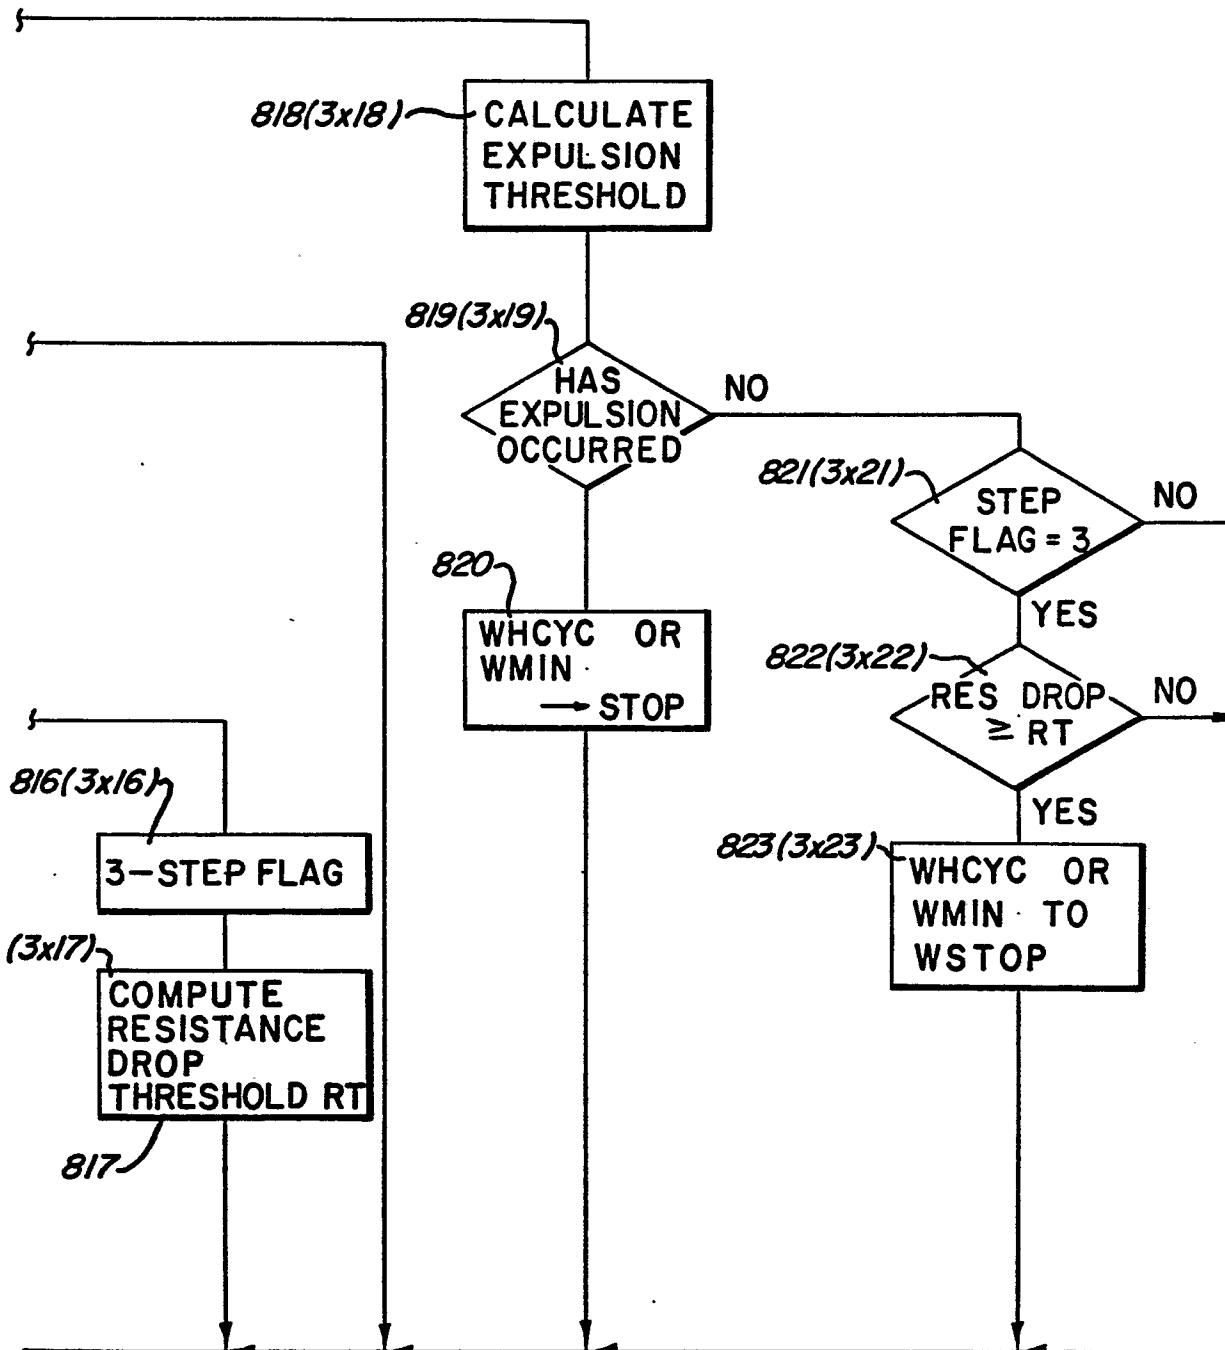 818(3x18)
CALCULATE
EXPULSION
THRESHOLD
819(3x19)
HAS
EXPULSION
OCCURRED
NO
821(3x21)
STEP
FLAG = 3
NO
YES
820
WHCYC OR
WMIN
→ STOP
822(3x22)
RES DROP
≥ RT
NO
YES
816(3x16)
3-STEP FLAG
823(3x23)
WHCYC OR
WMIN TO
WSTOP
(3x17)
COMPUTE
RESISTANCE
DROP
THRESHOLD RT
817